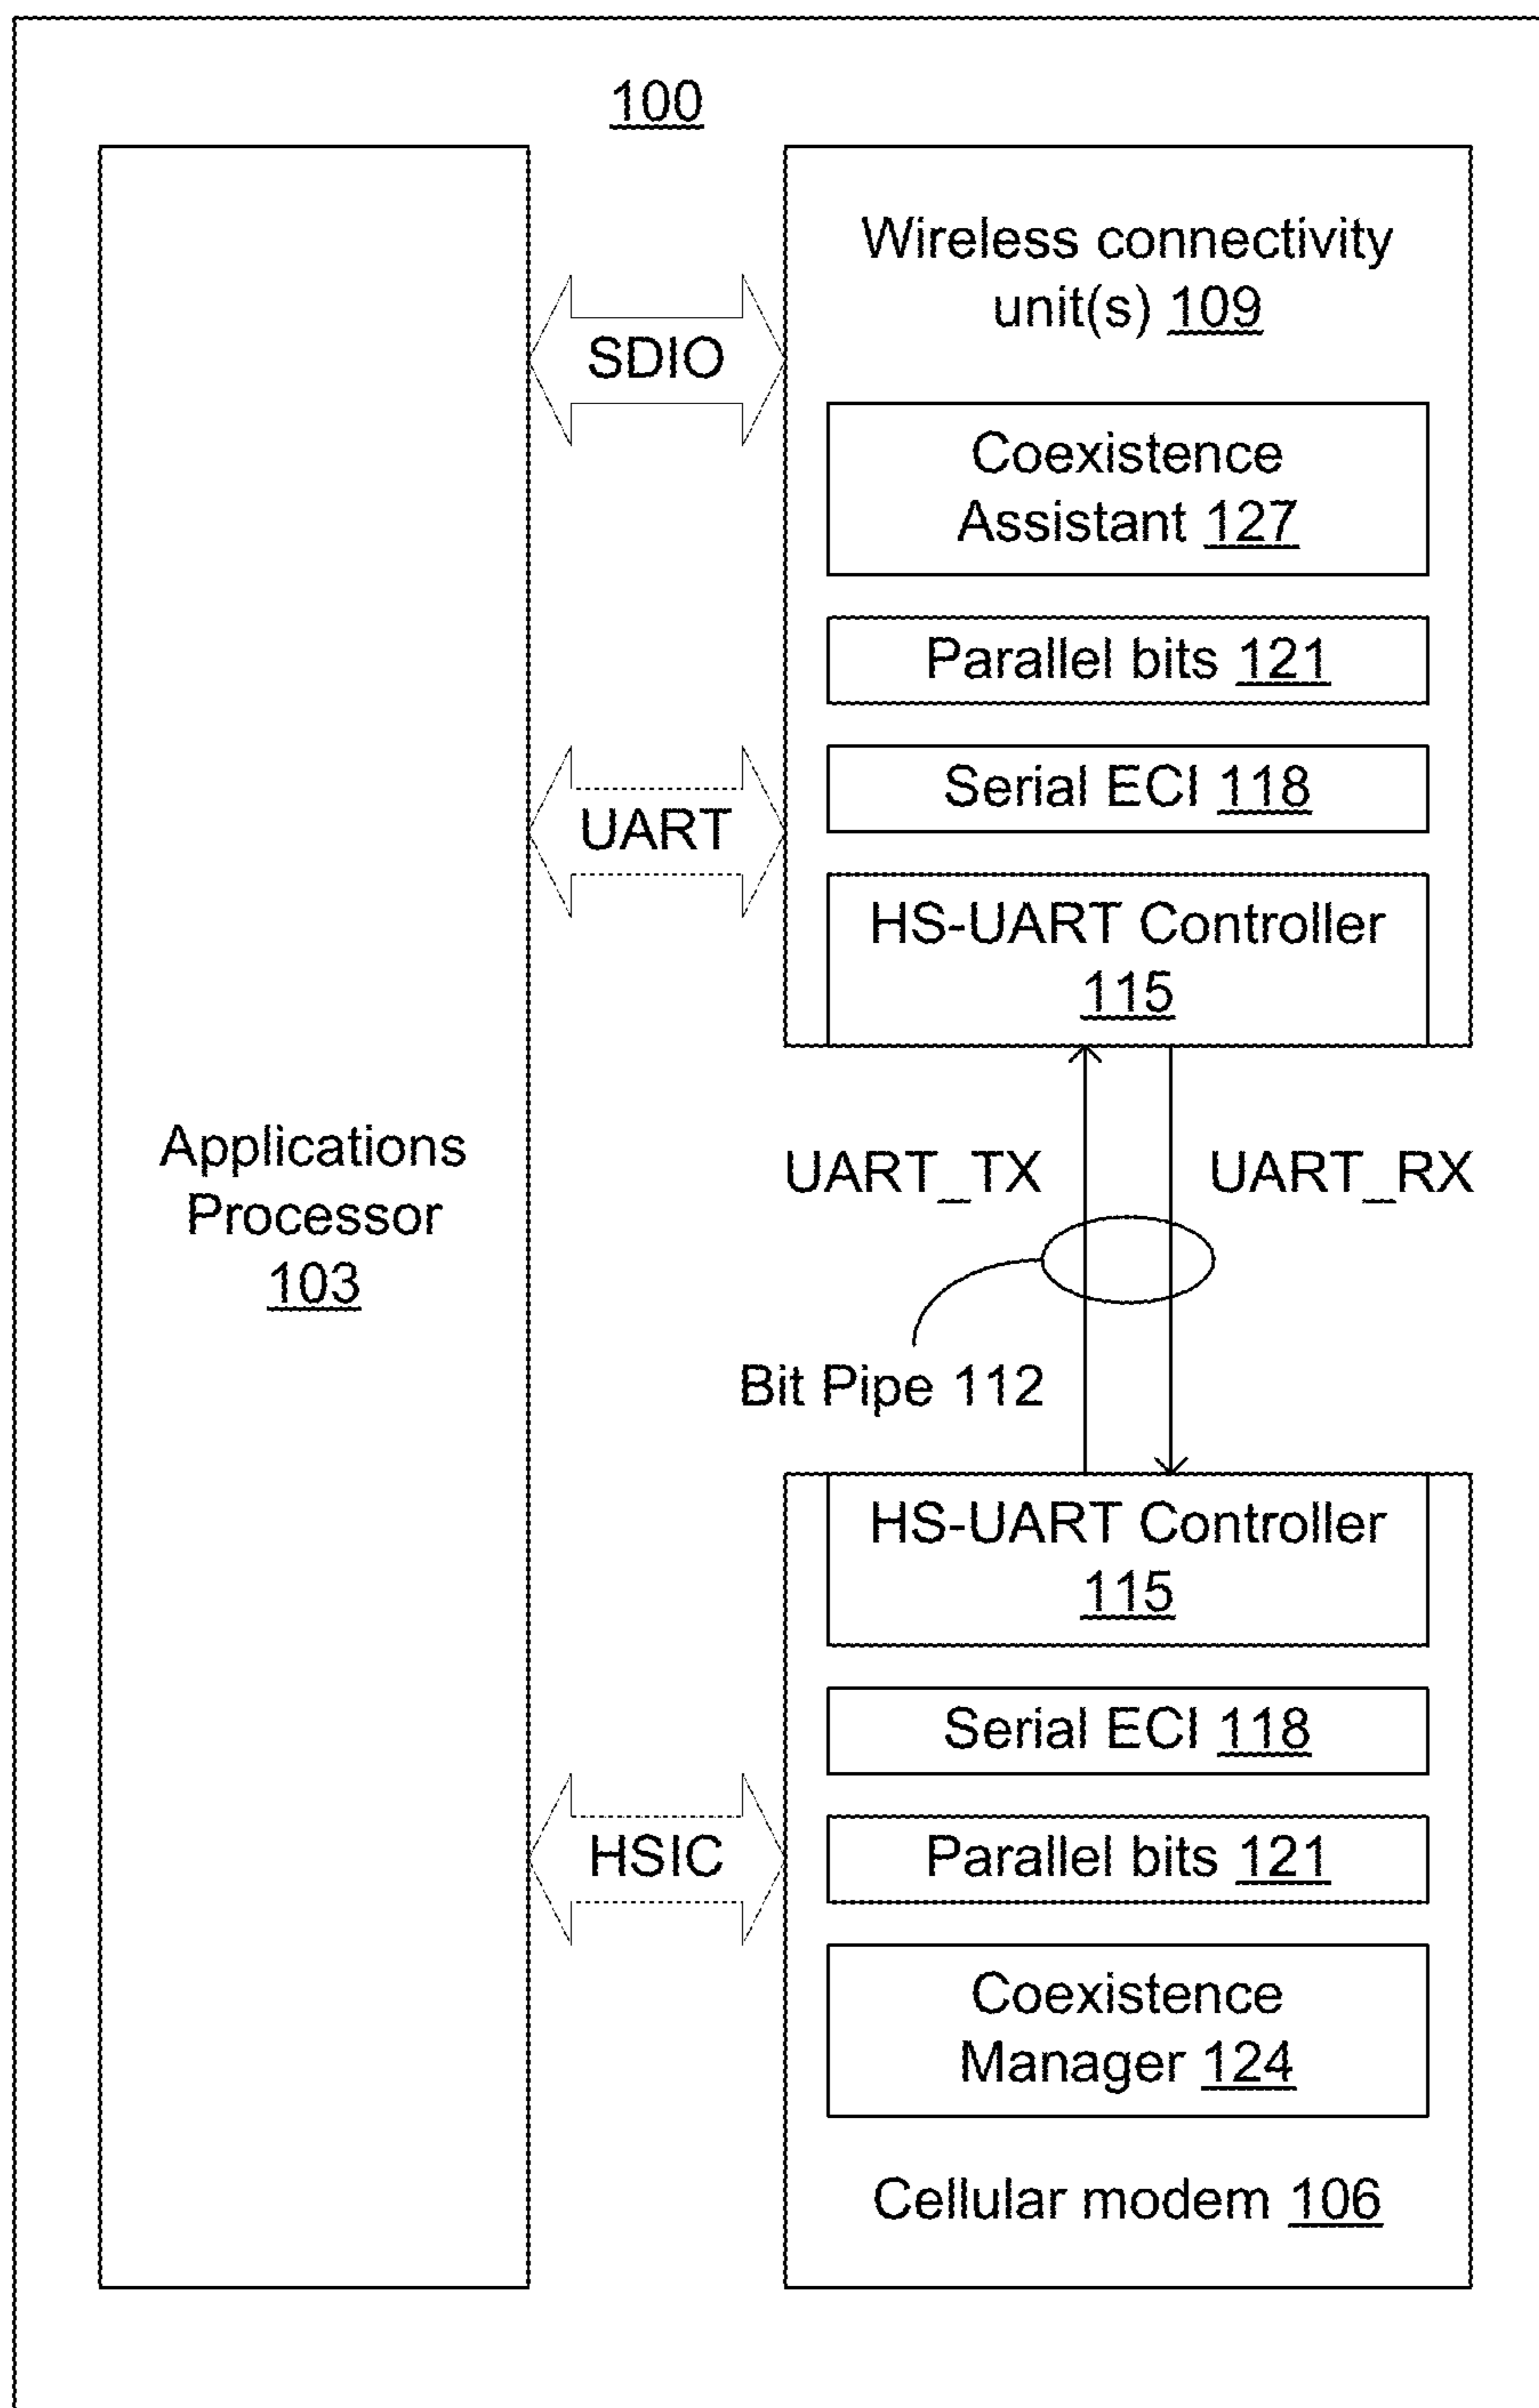 100
Wireless connectivity
unit(s) 109
SDIO
Coexistence
Assistant 127
Parallel bits 121
Serial ECI 118
UART
HS-UART Controller
115
Applications
Processor
103
UART_TX
UART_RX
Bit Pipe 112
HS-UART Controller
115
Serial ECI 118
HSIC
Parallel bits 121
Coexistence
Manager 124
Cellular modem 106